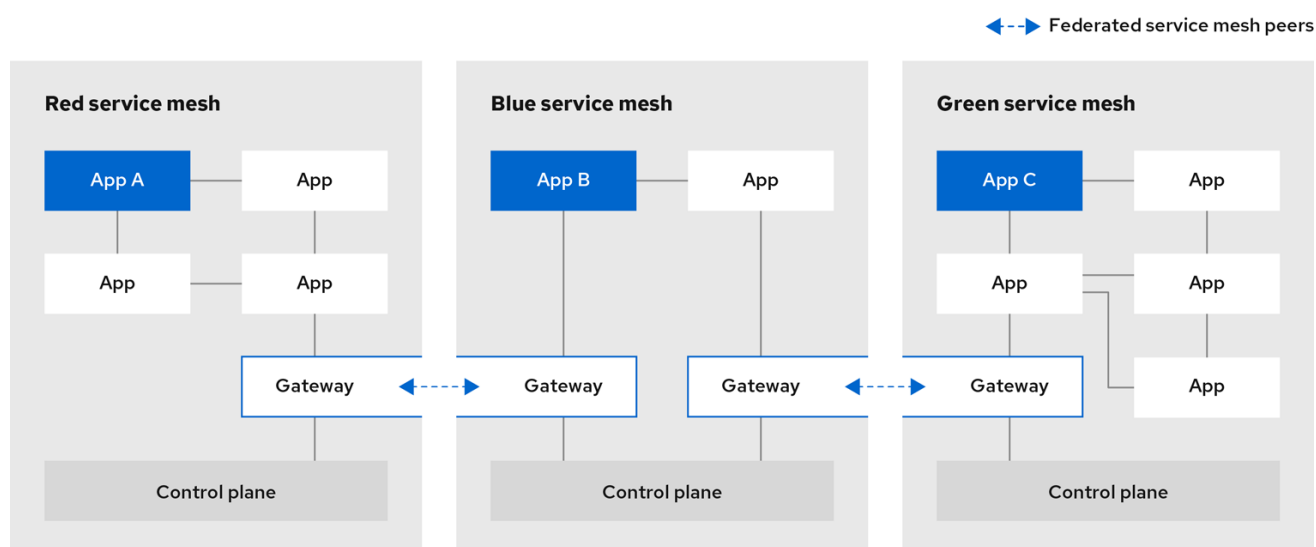 Federated service mesh peers
Red service mesh
App A
App
App
App
Gateway
Control plane
Blue service mesh
App B
App
Gateway
Gateway
Control plane
Green service mesh
App C
App
App
App
App
Gateway
Control plane